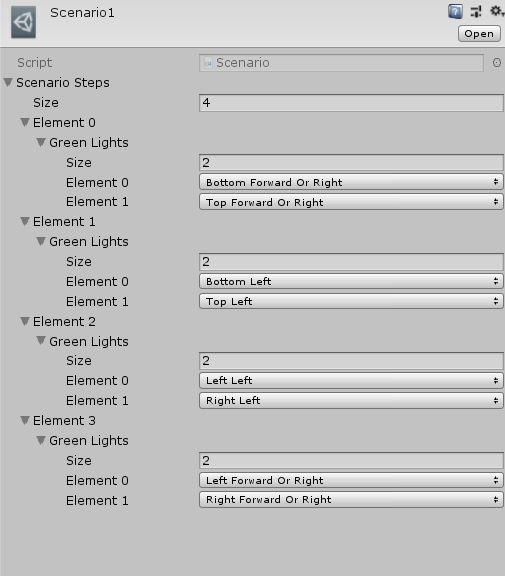 Scenario1
Open
Script Scenario
Scenario Steps
Size 4
Element 0
Green Lights
Size 2
Element 0 Bottom Forward Or Right
Element 1 Top Forward Or Right
Element 1
Green Lights
Size 2
Element 0 Bottom Left
Element 1 Top Left
Element 2
Green Lights
Size 2
Element 0 Left Left
Element 1 Right Left
Element 3
Green Lights
Size 2
Element 0 Left Forward Or Right
Element 1 Right Forward Or Right